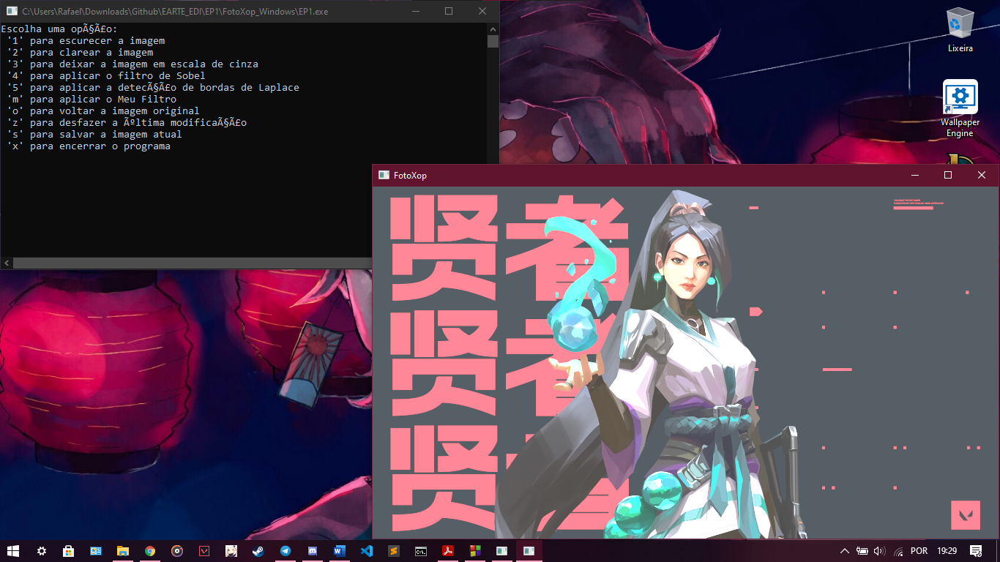 C:\Users\Rafael\Downloads\Github\EARTE_EDI\EP1\FotoXop_Windows\EP1.exe
Escolha uma opÃ§Ã£o:
'1' para escurecer a imagem
'2' para clarear a imagem
'3' para deixar a imagem em escala de cinza
'4' para aplicar o filtro de Sobel
'5' para aplicar a detecÃ§Ã£o de bordas de Laplace
'm' para aplicar o Meu Filtro
'o' para voltar a imagem original
'z' para desfazer a Ãºltima modificaÃ§Ã£o
's' para salvar a imagem atual
'x' para encerrar o programa
Lixeira
Wallpaper
Engine
FotoXop
贤者
贤者
贤者
POR
19:29